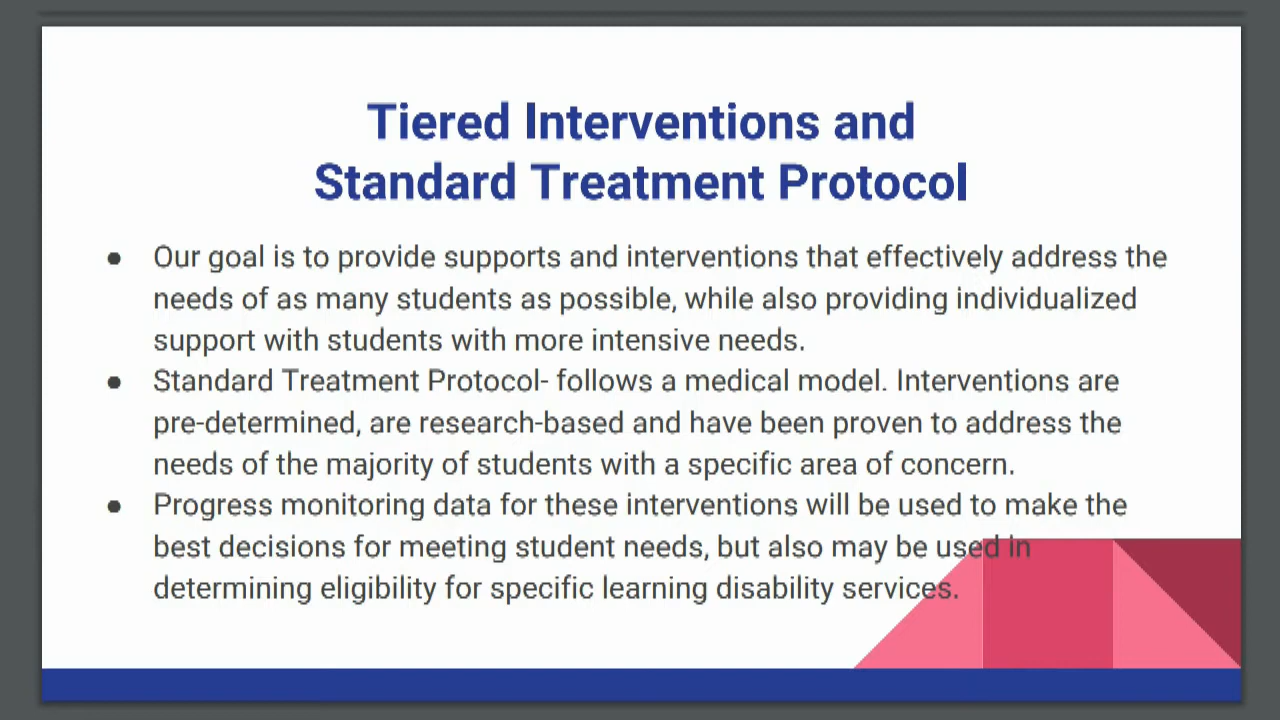 Tiered Interventions and
Standard Treatment Protocol
● Our goal is to provide supports and interventions that effectively address the
needs of as many students as possible, while also providing individualized
support with students with more intensive needs.
● Standard Treatment Protocol- follows a medical model. Interventions are
pre-determined, are research-based and have been proven to address the
needs of the majority of students with a specific area of concern.
● Progress monitoring data for these interventions will be used to make the
best decisions for meeting student needs, but also may be used in
determining eligibility for specific learning disability services.